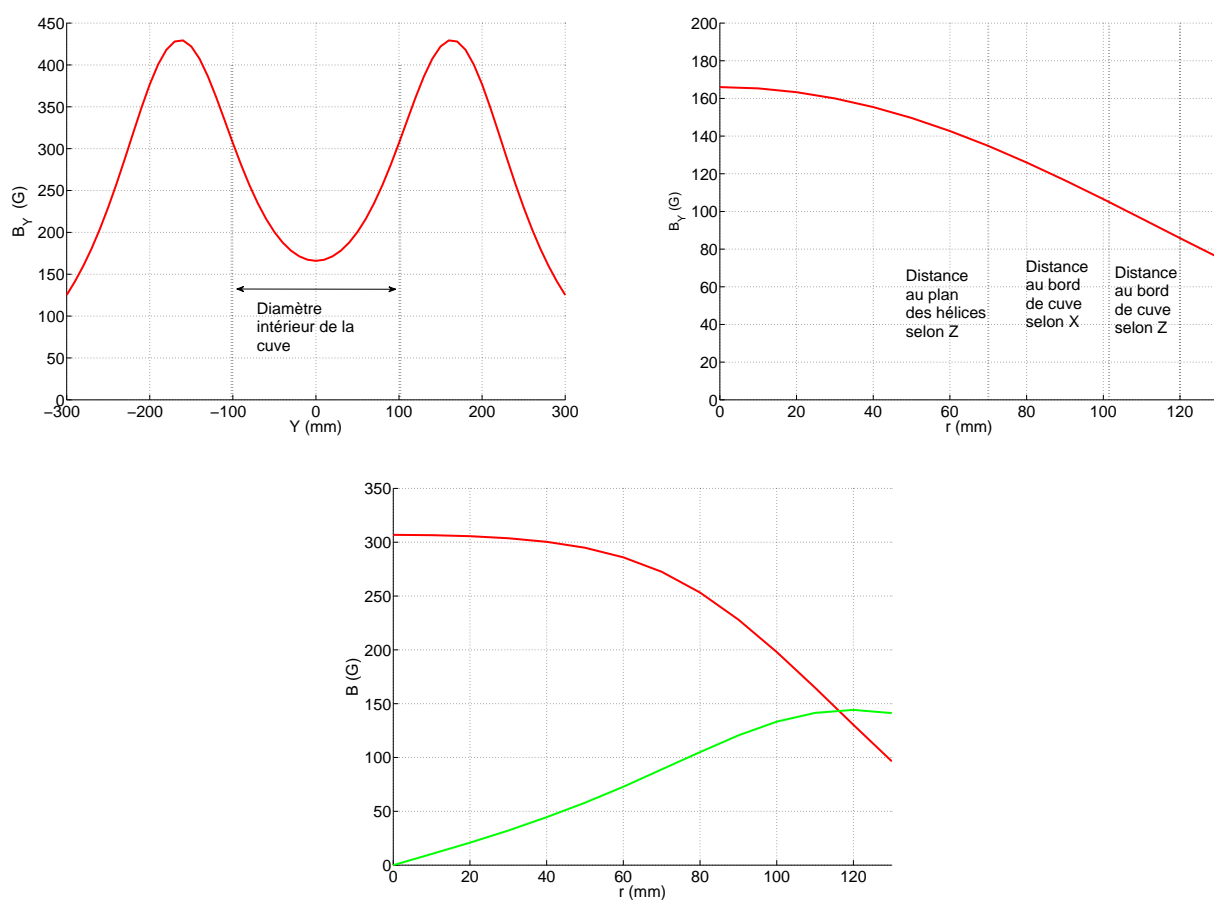 450
400
350
300
250
200
150
100
50
0
B_Y (G)
−300
−200
−100
0
100
200
300
Y (mm)
Diamètre
intérieur de la
cuve
200
180
160
140
120
100
80
60
40
20
0
B_Y (G)
0
20
40
60
80
100
120
r (mm)
Distance
au plan
des hélices
selon Z
Distance
au bord
de cuve
selon X
Distance
au bord
de cuve
selon Z
350
300
250
200
150
100
50
0
B (G)
0
20
40
60
80
100
120
r (mm)